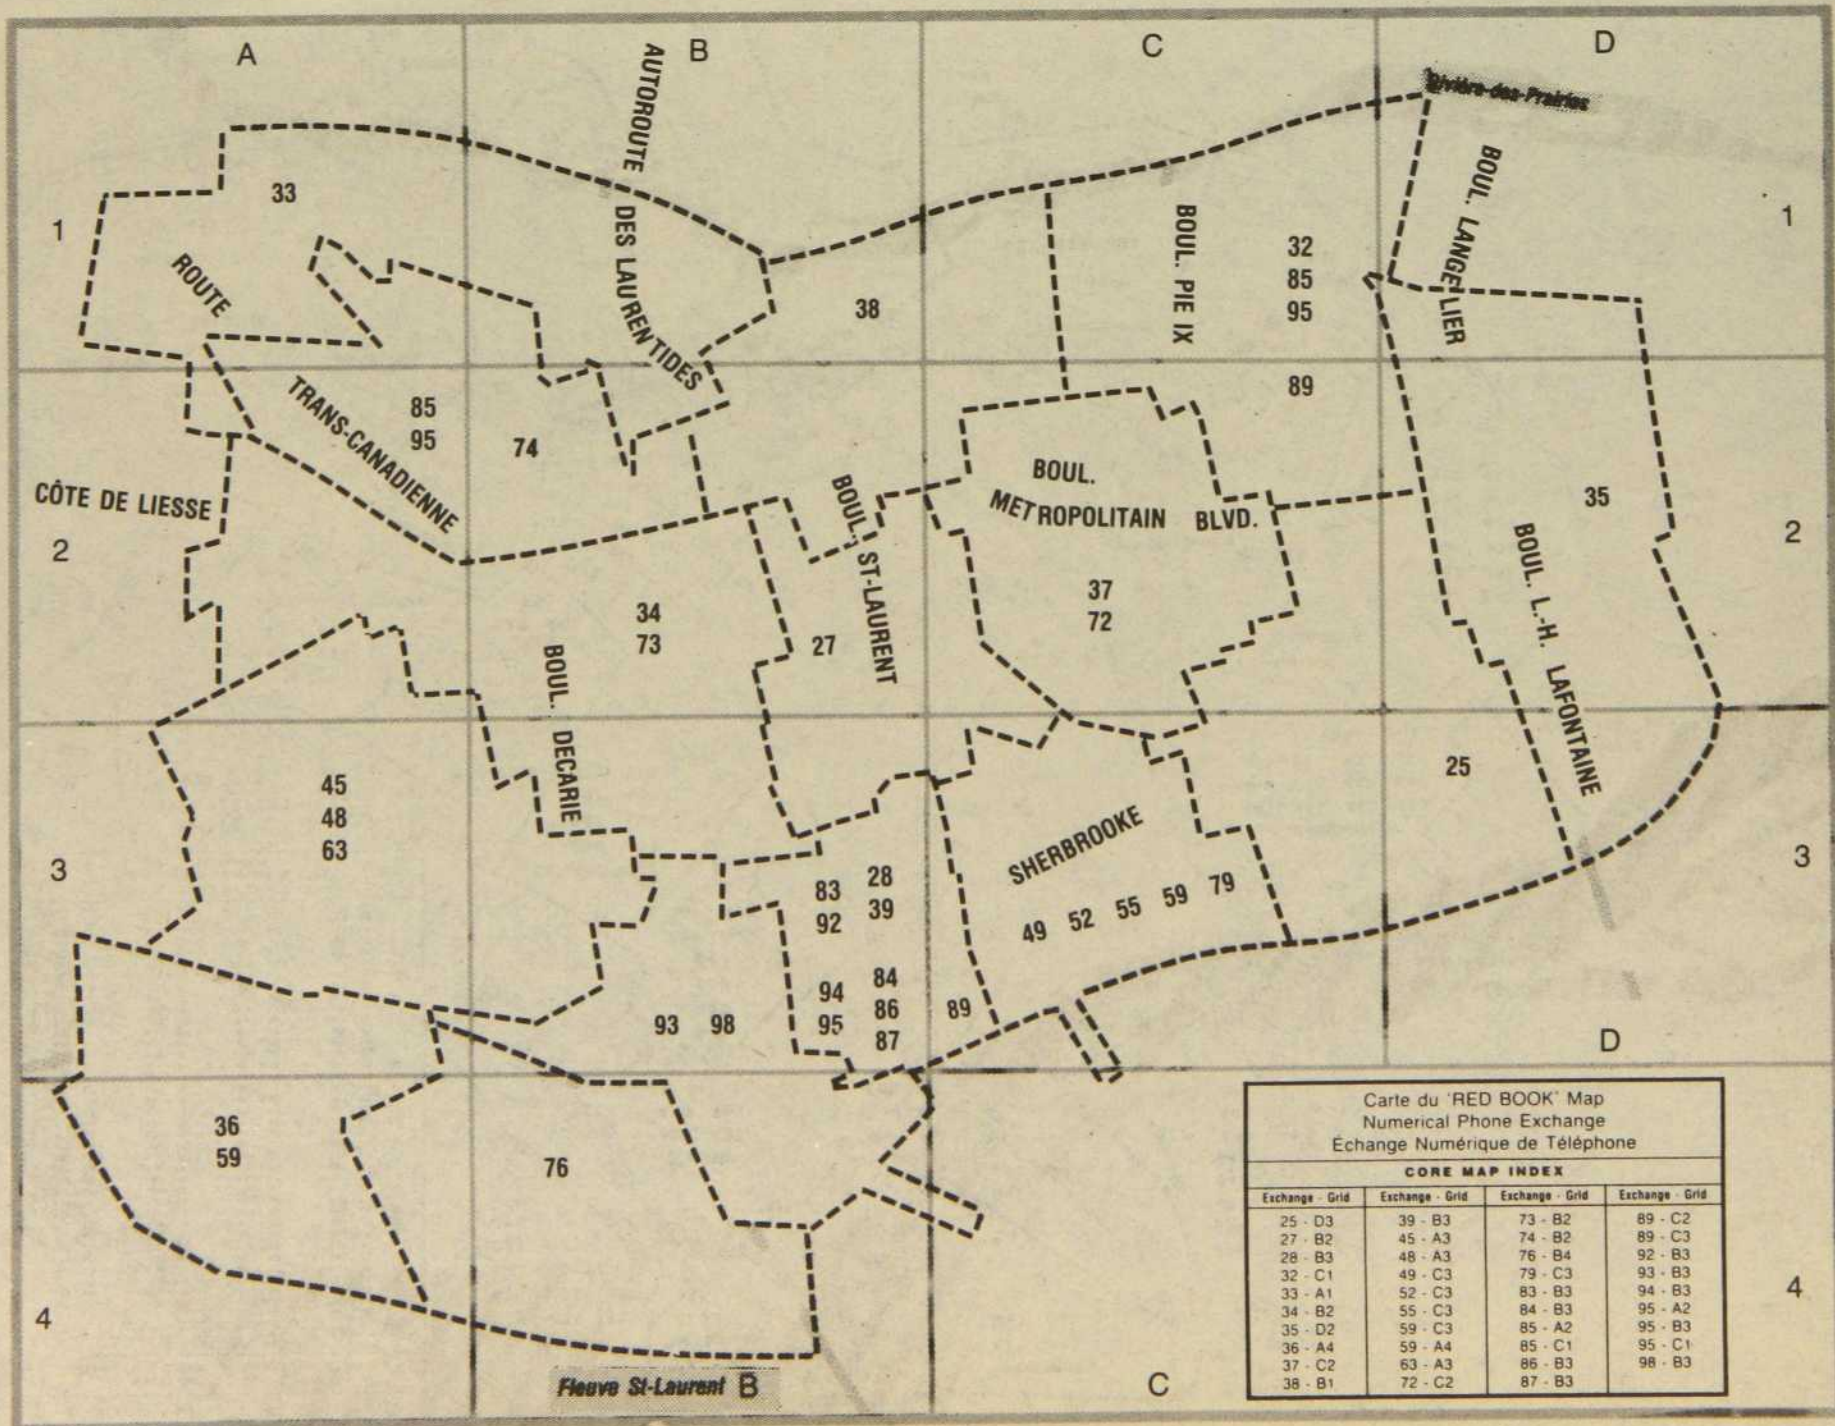 A
B
C
D
Rivière-des-Prairies
AUTOROUTE
DES LAURENTIDES
BOUL. LANGELIER
1
33
ROUTE
38
BOUL. PIE IX
32
85
95
1
TRANS-CANADIENNE
85
95
74
89
CÔTE DE LIESSE
BOUL. ST-LAURENT
BOUL.
METROPOLITAIN BLVD.
35
2
2
BOUL. L.-H. LAFONTAINE
34
73
27
37
72
BOUL. DECARIE
45
48
63
25
SHERBROOKE
3
3
83
92
28
39
49 52 55 59 79
94
95
84
86
87
93 98
89
D
36
59
76
4
4
Fleuve St-Laurent B
C
Carte du 'RED BOOK' Map
Numerical Phone Exchange
Échange Numérique de Téléphone
CORE MAP INDEX
Exchange - Grid Exchange - Grid Exchange - Grid Exchange - Grid
25 - D3 39 - B3 73 - B2 89 - C2
27 - B2 45 - A3 74 - B2 89 - C3
28 - B3 48 - A3 76 - B4 92 - B3
32 - C1 49 - C3 79 - C3 93 - B3
33 - A1 52 - C3 83 - B3 94 - B3
34 - B2 55 - C3 84 - B3 95 - A2
35 - D2 59 - C3 85 - A2 95 - B3
36 - A4 59 - A4 85 - C1 95 - C1
37 - C2 63 - A3 86 - B3 98 - B3
38 - B1 72 - C2 87 - B3